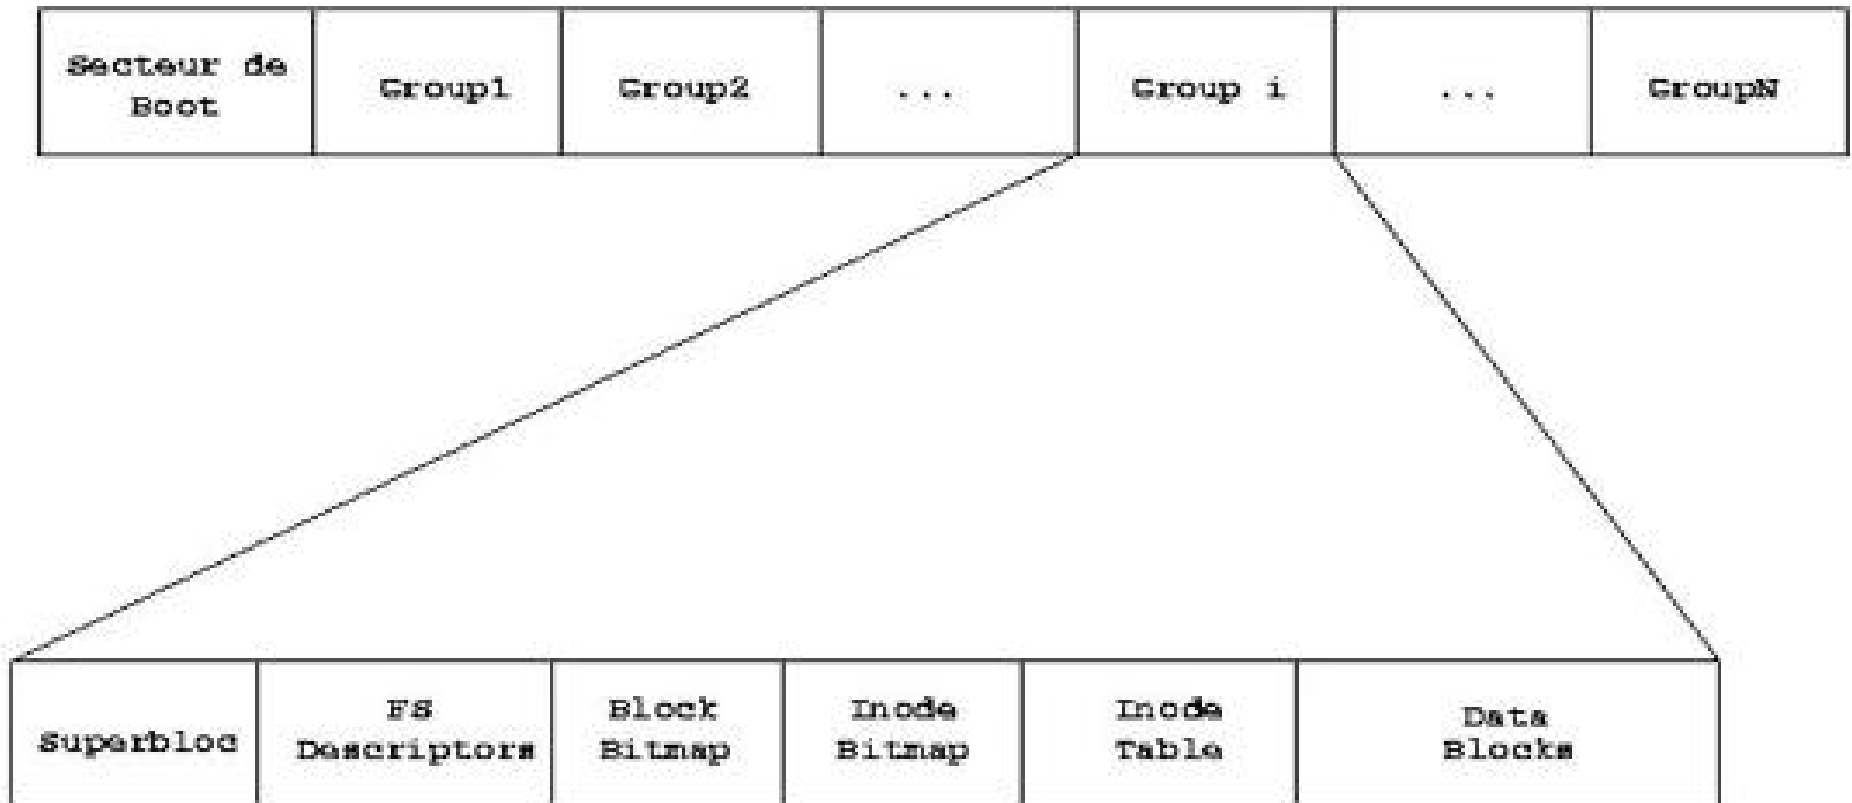 Secteur de
Boot
Group1
Group2
...
Group i
...
GroupN
Superbloc
FS
Descriptors
Block
Bitmap
Inode
Bitmap
Inode
Table
Data
Blocks